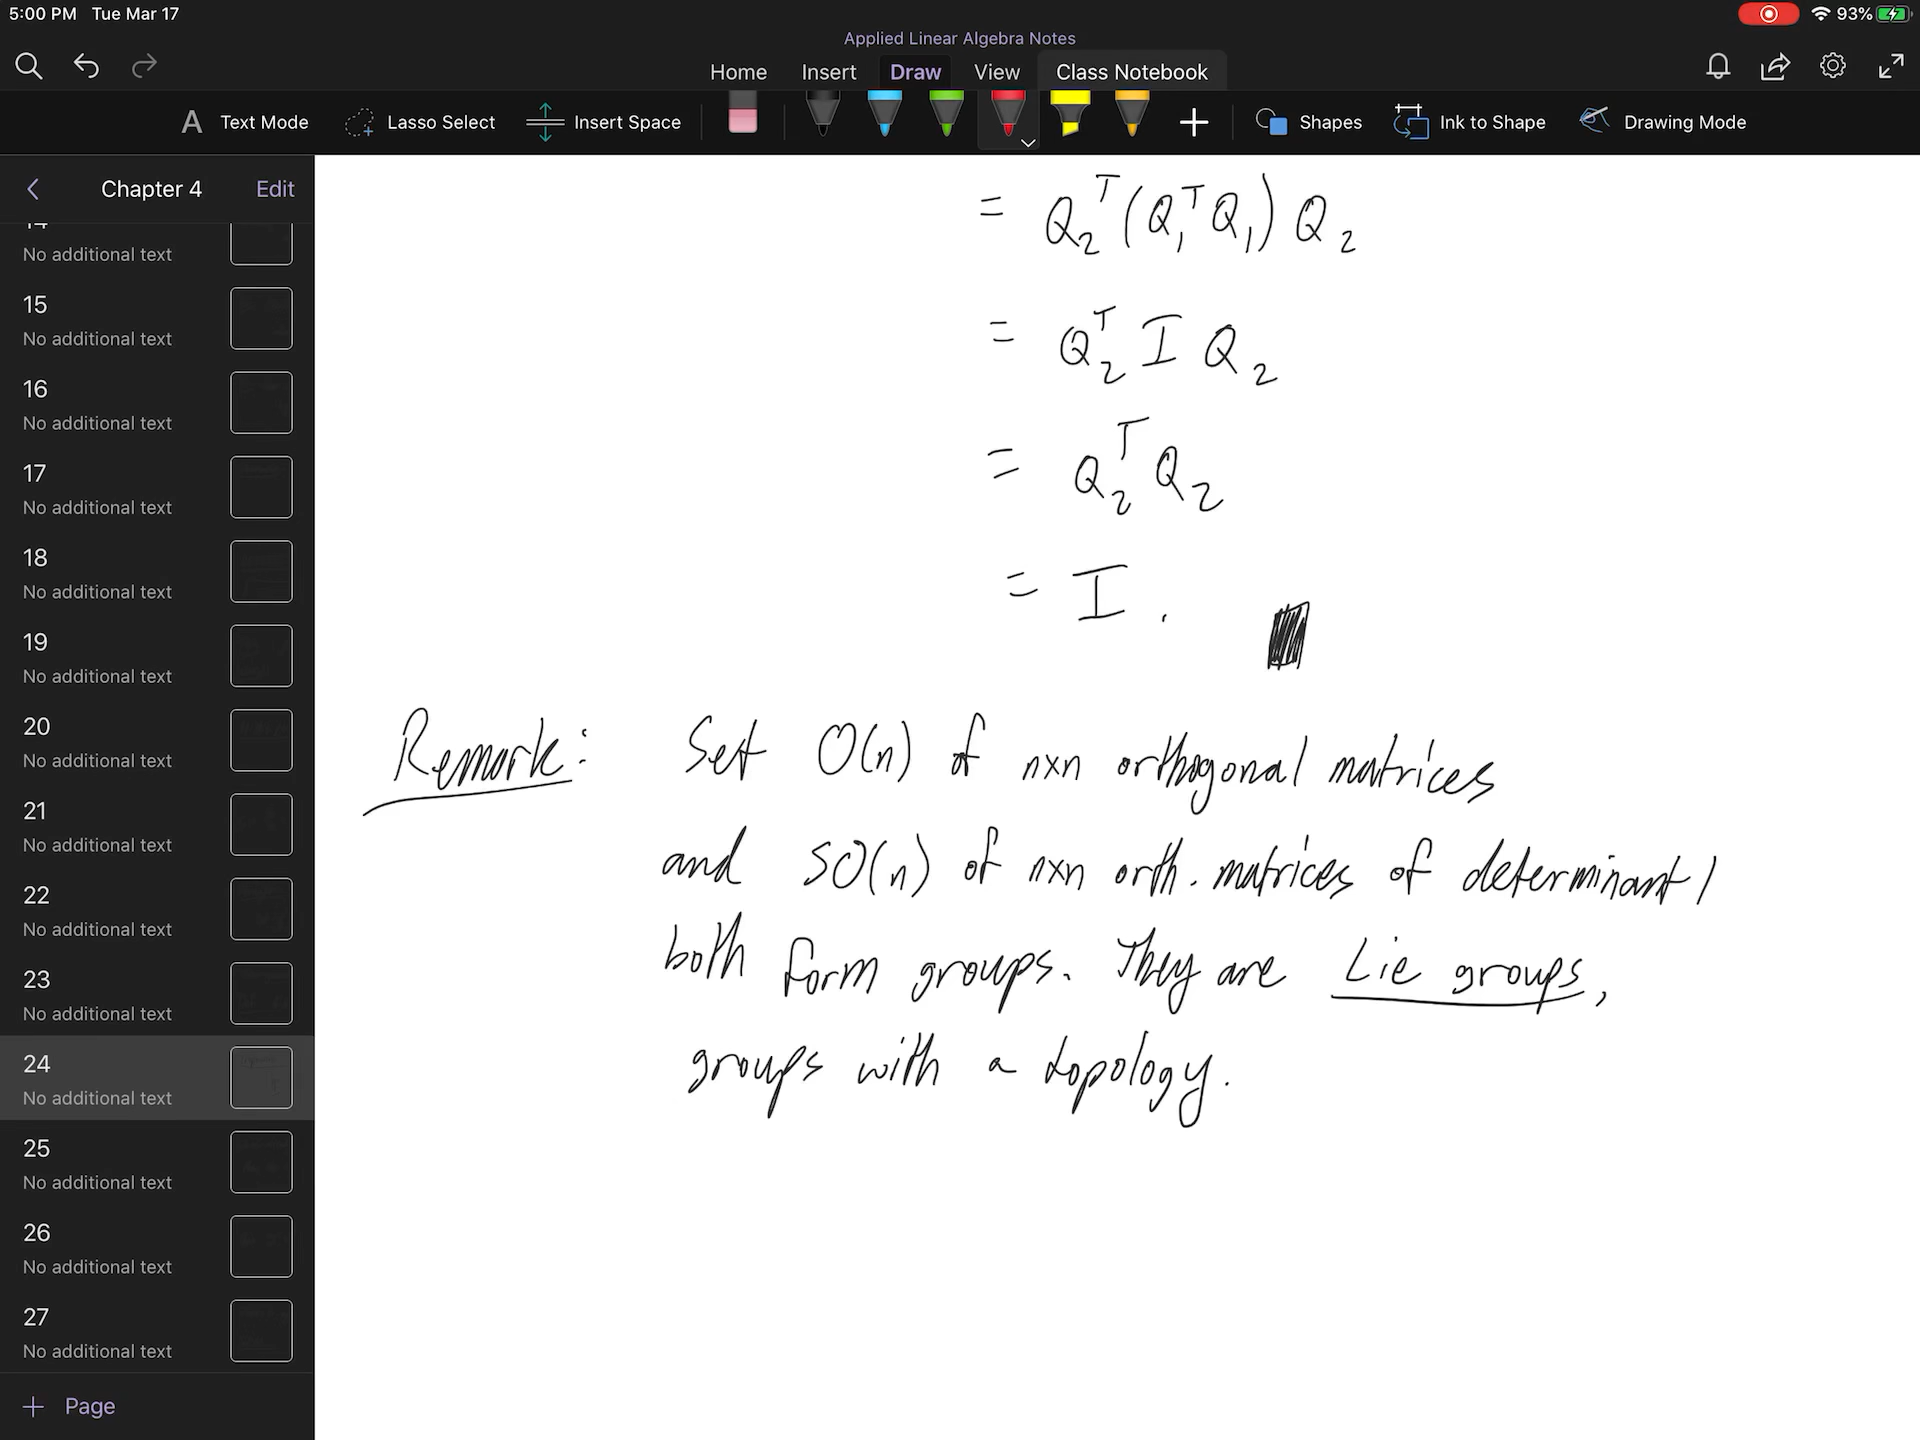 5:00 PM Tue Mar 17
93%
Applied Linear Algebra Notes
Home Insert Draw View Class Notebook
Text Mode Lasso Select Insert Space Shapes Ink to Shape Drawing Mode
Chapter 4 Edit
14
No additional text
15
No additional text
16
No additional text
17
No additional text
18
No additional text
19
No additional text
20
No additional text
21
No additional text
22
No additional text
23
No additional text
24
No additional text
25
No additional text
26
No additional text
27
No additional text
+ Page
= Q₂ᵀ(Q₁ᵀQ₁)Q₂
= Q₂ᵀ I Q₂
= Q₂ᵀQ₂
= I.
Remark: Set O(n) of n×n orthogonal matrices
and SO(n) of n×n orth. matrices of determinant 1
both form groups. They are Lie groups,
groups with a topology.